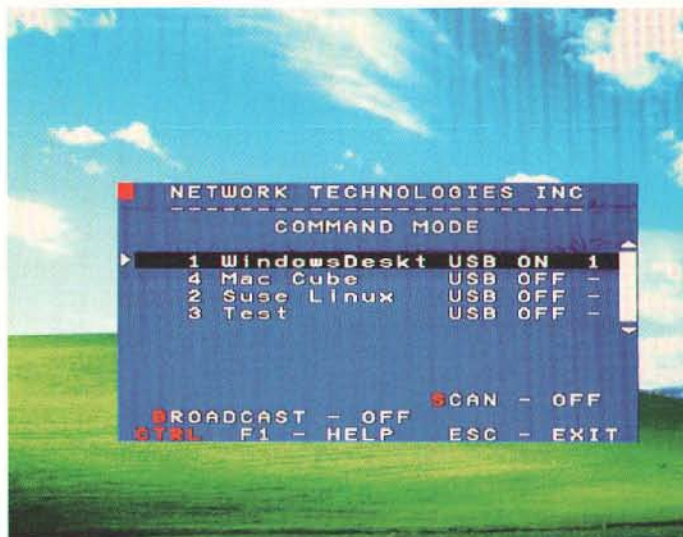 NETWORK TECHNOLOGIES INC
COMMAND MODE
1 WindowsDeskt USB ON 1
4 Mac Cube USB OFF -
2 Suse Linux USB OFF -
3 Test USB OFF -
SCAN - OFF
BROADCAST - OFF
CTRL F1 - HELP ESC - EXIT